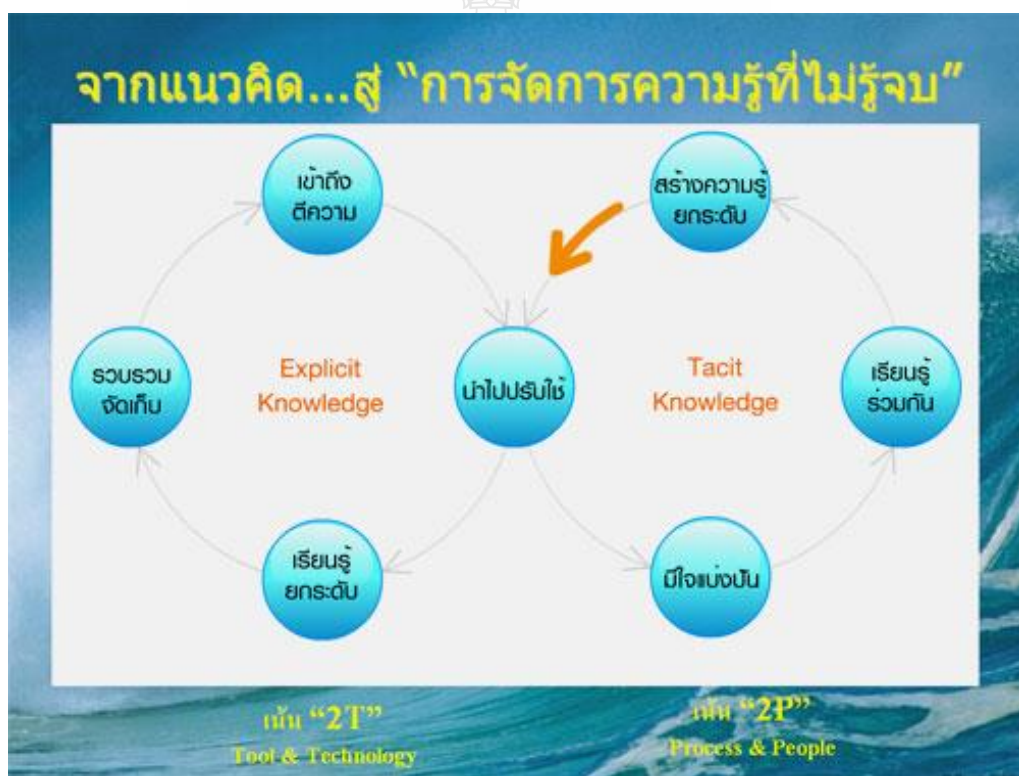 จากแนวคิด...สู่ “การจัดการความรู้ที่ไม่รู้จบ”
เข้าถึง
ตีความ
สร้างความรู้
ยกระดับ
รวบรวม
จัดเก็บ
Explicit
Knowledge
นำไปปรับใช้
Tacit
Knowledge
เรียนรู้
ร่วมกัน
เรียนรู้
ยกระดับ
มีใจแบ่งปัน
เน้น “2T”
Tool & Technology
เน้น “2P”
Process & People